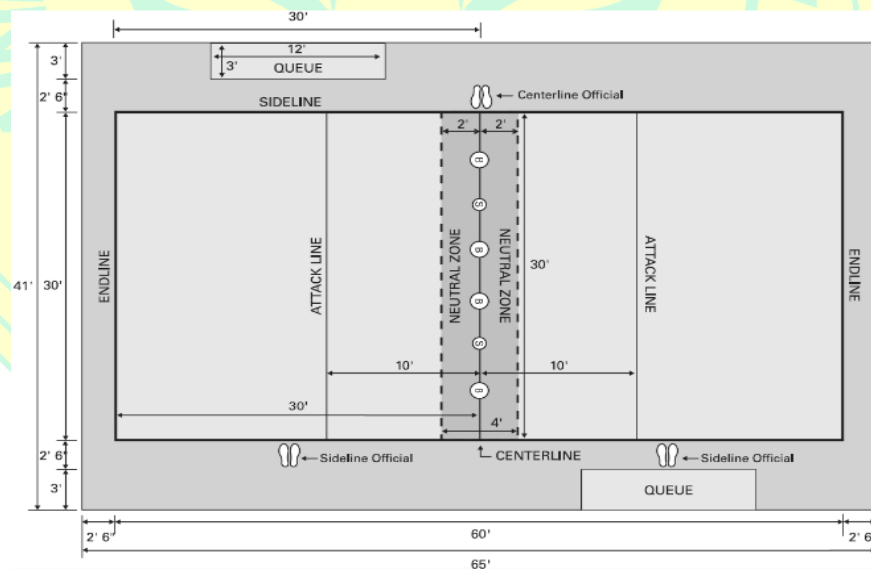 30'
3'
12'
3'
QUEUE
2' 6"
SIDELINE
Centerline Official
2'
2'
B
S
B
B
S
B
ENDLINE
ATTACK LINE
NEUTRAL ZONE
NEUTRAL ZONE
ATTACK LINE
ENDLINE
41'
30'
30'
10'
10'
30'
4'
2' 6"
Sideline Official
CENTERLINE
Sideline Official
3'
QUEUE
2' 6"
60'
2' 6
65'